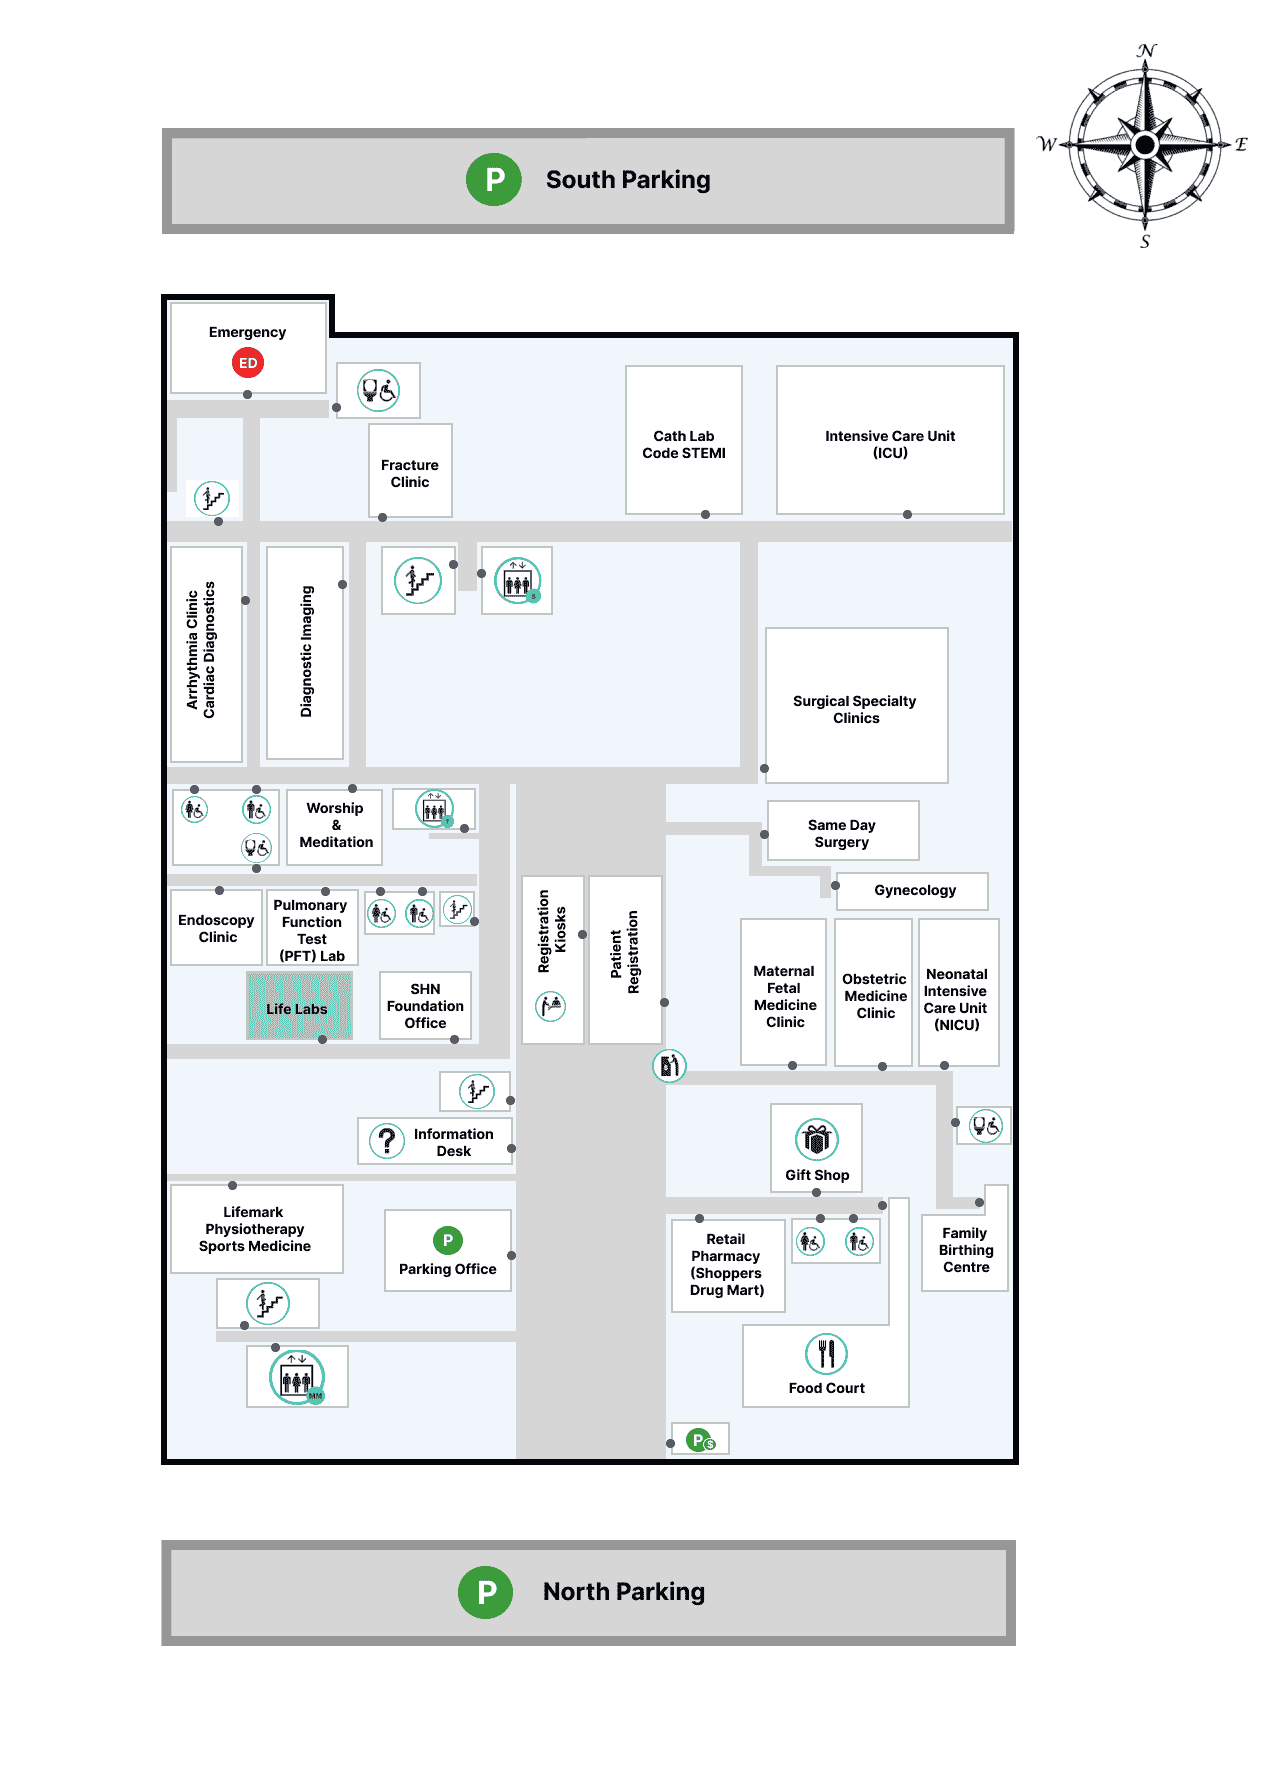 N
W
E
S
P
South Parking
Emergency
ED
Fracture
Clinic
Cath Lab
Code STEMI
Intensive Care Unit
(ICU)
Arrhythmia Clinic
Cardiac Diagnostics
Diagnostic Imaging
S
Surgical Specialty
Clinics
Worship
&
Meditation
T
Same Day
Surgery
Gynecology
Endoscopy
Clinic
Pulmonary
Function
Test
(PFT) Lab
Registration
Kiosks
Patient
Registration
Maternal
Fetal
Medicine
Clinic
Obstetric
Medicine
Clinic
Neonatal
Intensive
Care Unit
(NICU)
Life Labs
SHN
Foundation
Office
?
Information
Desk
Gift Shop
Lifemark
Physiotherapy
Sports Medicine
P
Parking Office
Retail
Pharmacy
(Shoppers
Drug Mart)
Family
Birthing
Centre
MM
Food Court
P
$
P
North Parking